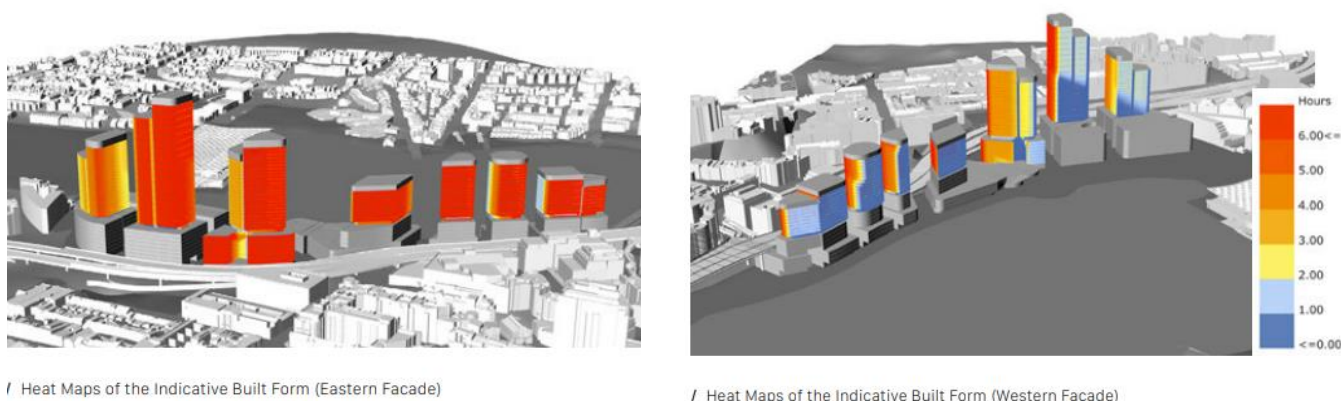 Hours
6.00<=
5.00
4.00
3.00
2.00
1.00
<=0.00
/ Heat Maps of the Indicative Built Form (Eastern Facade)
/ Heat Maps of the Indicative Built Form (Western Facade)